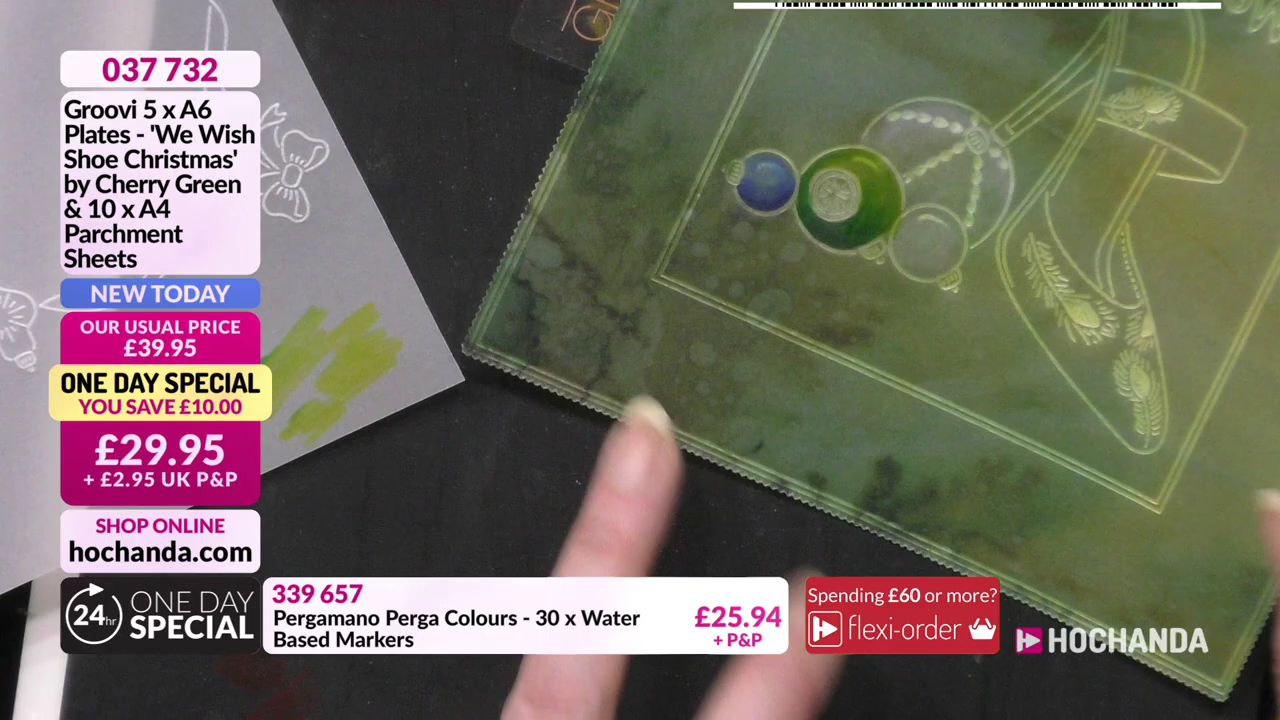 037 732
Groovi 5 x A6
Plates - 'We Wish
Shoe Christmas'
by Cherry Green
& 10 x A4
Parchment
Sheets
NEW TODAY
OUR USUAL PRICE
£39.95
ONE DAY SPECIAL
YOU SAVE £10.00
£29.95
+ £2.95 UK P&P
SHOP ONLINE
hochanda.com
24hr
ONE DAY
SPECIAL
339 657
Pergamano Perga Colours - 30 x Water
Based Markers
£25.94
+ P&P
Spending £60 or more?
flexi-order
HOCHANDA